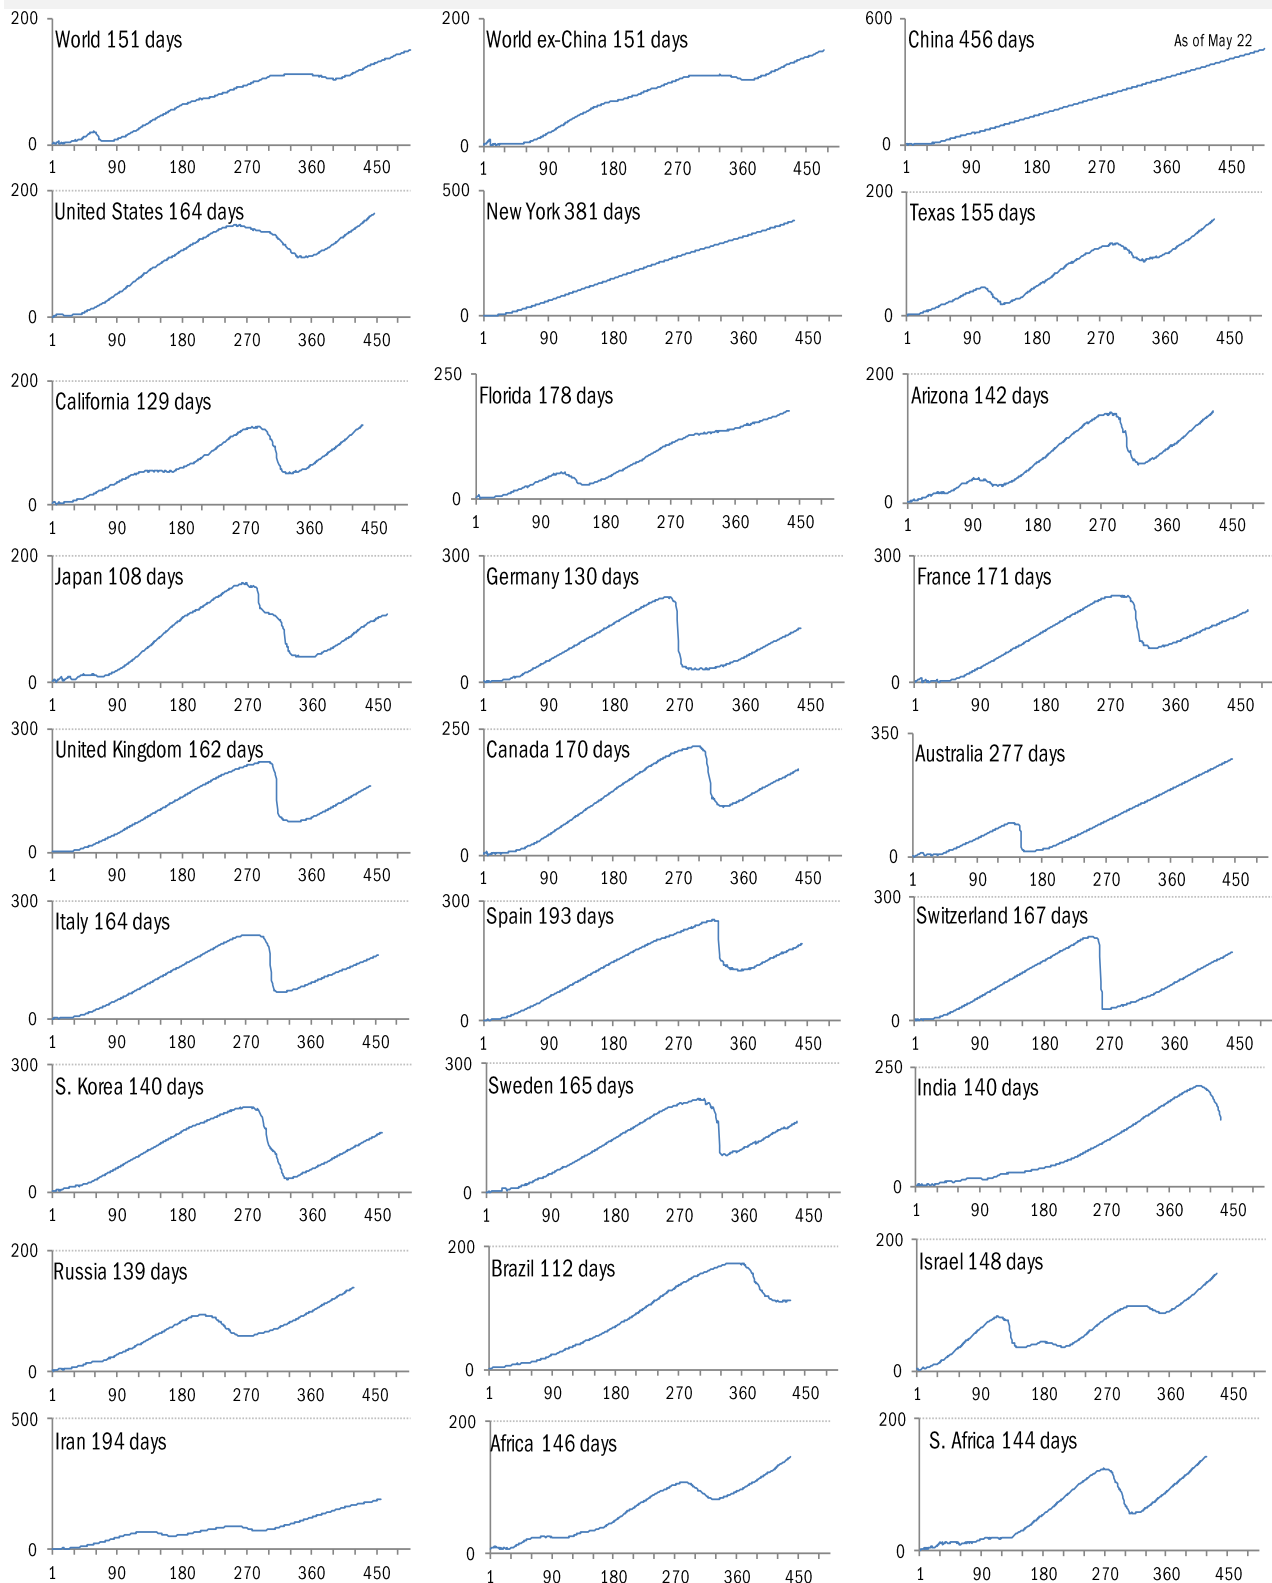 200 200 600
World 151 days World ex-China 151 days China 456 days As of May 22
0 0 0
1 90 180 270 360 450 1 90 180 270 360 450 1 90 180 270 360 450
200 500 200
United States 164 days New York 381 days Texas 155 days
0 0 0
1 90 180 270 360 450 1 90 180 270 360 450 1 90 180 270 360 450
200 250 200
California 129 days Florida 178 days Arizona 142 days
0 0 0
1 90 180 270 360 450 1 90 180 270 360 450 1 90 180 270 360 450
200 300 300
Japan 108 days Germany 130 days France 171 days
0 0 0
1 90 180 270 360 450 1 90 180 270 360 450 1 90 180 270 360 450
300 250 350
United Kingdom 162 days Canada 170 days Australia 277 days
0 0 0
1 90 180 270 360 450 1 90 180 270 360 450 1 90 180 270 360 450
300 300 300
Italy 164 days Spain 193 days Switzerland 167 days
0 0 0
1 90 180 270 360 450 1 90 180 270 360 450 1 90 180 270 360 450
300 300 250
S. Korea 140 days Sweden 165 days India 140 days
0 0 0
1 90 180 270 360 450 1 90 180 270 360 450 1 90 180 270 360 450
200 200 200
Russia 139 days Brazil 112 days Israel 148 days
0 0 0
1 90 180 270 360 450 1 90 180 270 360 450 1 90 180 270 360 450
500 200 200
Iran 194 days Africa 146 days S. Africa 144 days
0 0 0
1 90 180 270 360 450 1 90 180 270 360 450 1 90 180 270 360 450